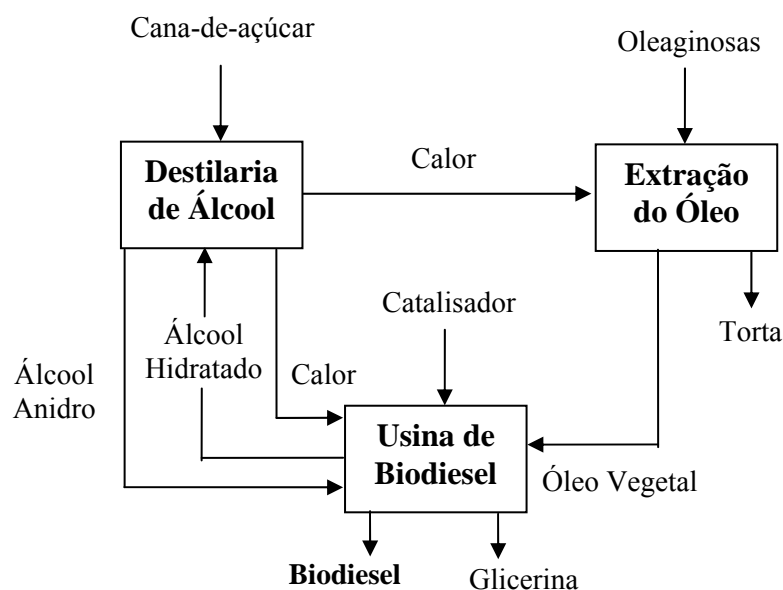 Cana-de-açúcar
Oleaginosas
Destilaria
de Álcool
Calor
Extração
do Óleo
Catalisador
Torta
Álcool
Hidratado
Álcool
Anidro
Calor
Usina de
Biodiesel
Óleo Vegetal
Biodiesel
Glicerina